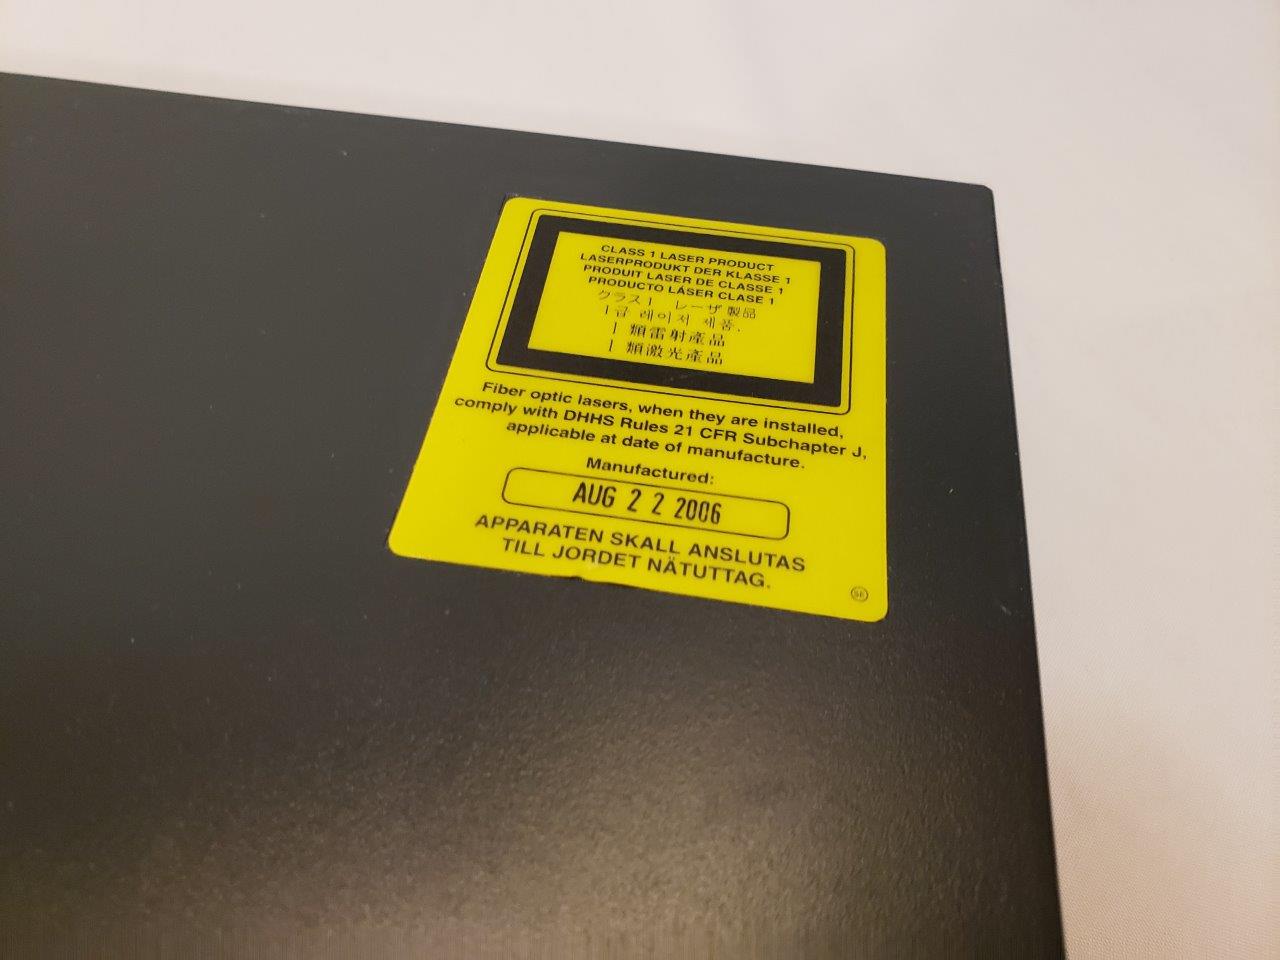 CLASS 1 LASER PRODUCT
LASERPRODUKT DER KLASSE 1
PRODUIT LASER DE CLASSE 1
PRODUCTO LÁSER CLASE 1
クラス1 レーザ製品
1급 레이저 제품.
1 類雷射產品
1 類激光產品
Fiber optic lasers, when they are installed,
comply with DHHS Rules 21 CFR Subchapter J,
applicable at date of manufacture.
Manufactured:
AUG 2 2 2006
APPARATEN SKALL ANSLUTAS
TILL JORDET NÄTUTTAG.